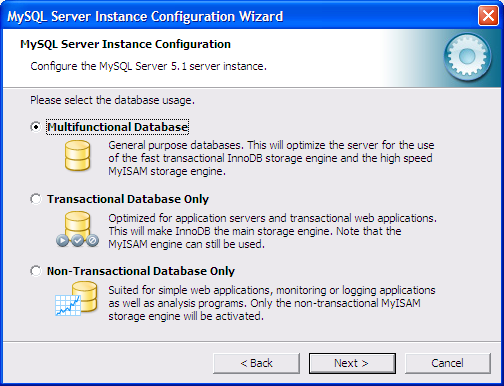 MySQL Server Instance Configuration Wizard
MySQL Server Instance Configuration
Configure the MySQL Server 5.1 server instance.
Please select the database usage.
Multifunctional Database
General purpose databases. This will optimize the server for the use
of the fast transactional InnoDB storage engine and the high speed
MyISAM storage engine.
Transactional Database Only
Optimized for application servers and transactional web applications.
This will make InnoDB the main storage engine. Note that the
MyISAM engine can still be used.
Non-Transactional Database Only
Suited for simple web applications, monitoring or logging applications
as well as analysis programs. Only the non-transactional MyISAM
storage engine will be activated.
< Back
Next >
Cancel